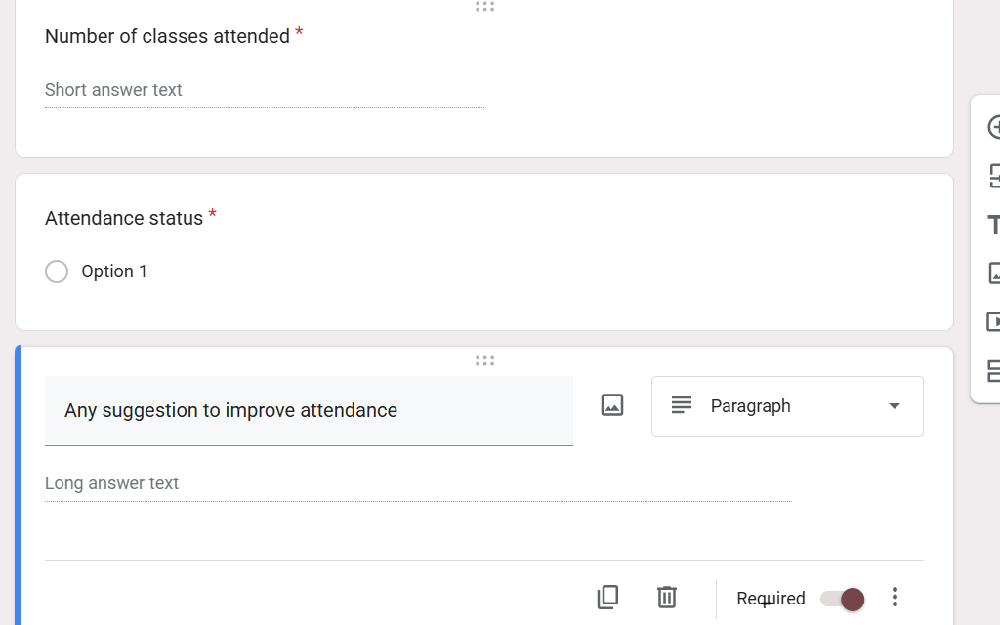 Number of classes attended *
Short answer text
Attendance status *
Option 1
Any suggestion to improve attendance
Paragraph
Long answer text
Required